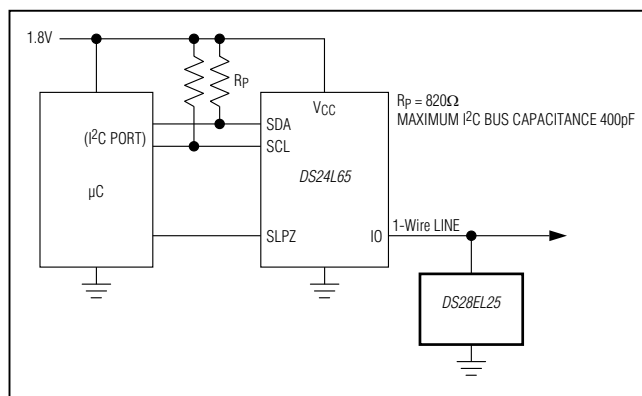 1.8V
RP
VCC
RP = 820Ω
MAXIMUM I2C BUS CAPACITANCE 400pF
(I2C PORT)
SDA
SCL
µC
DS24L65
SLPZ
IO
1-Wire LINE
DS28EL25